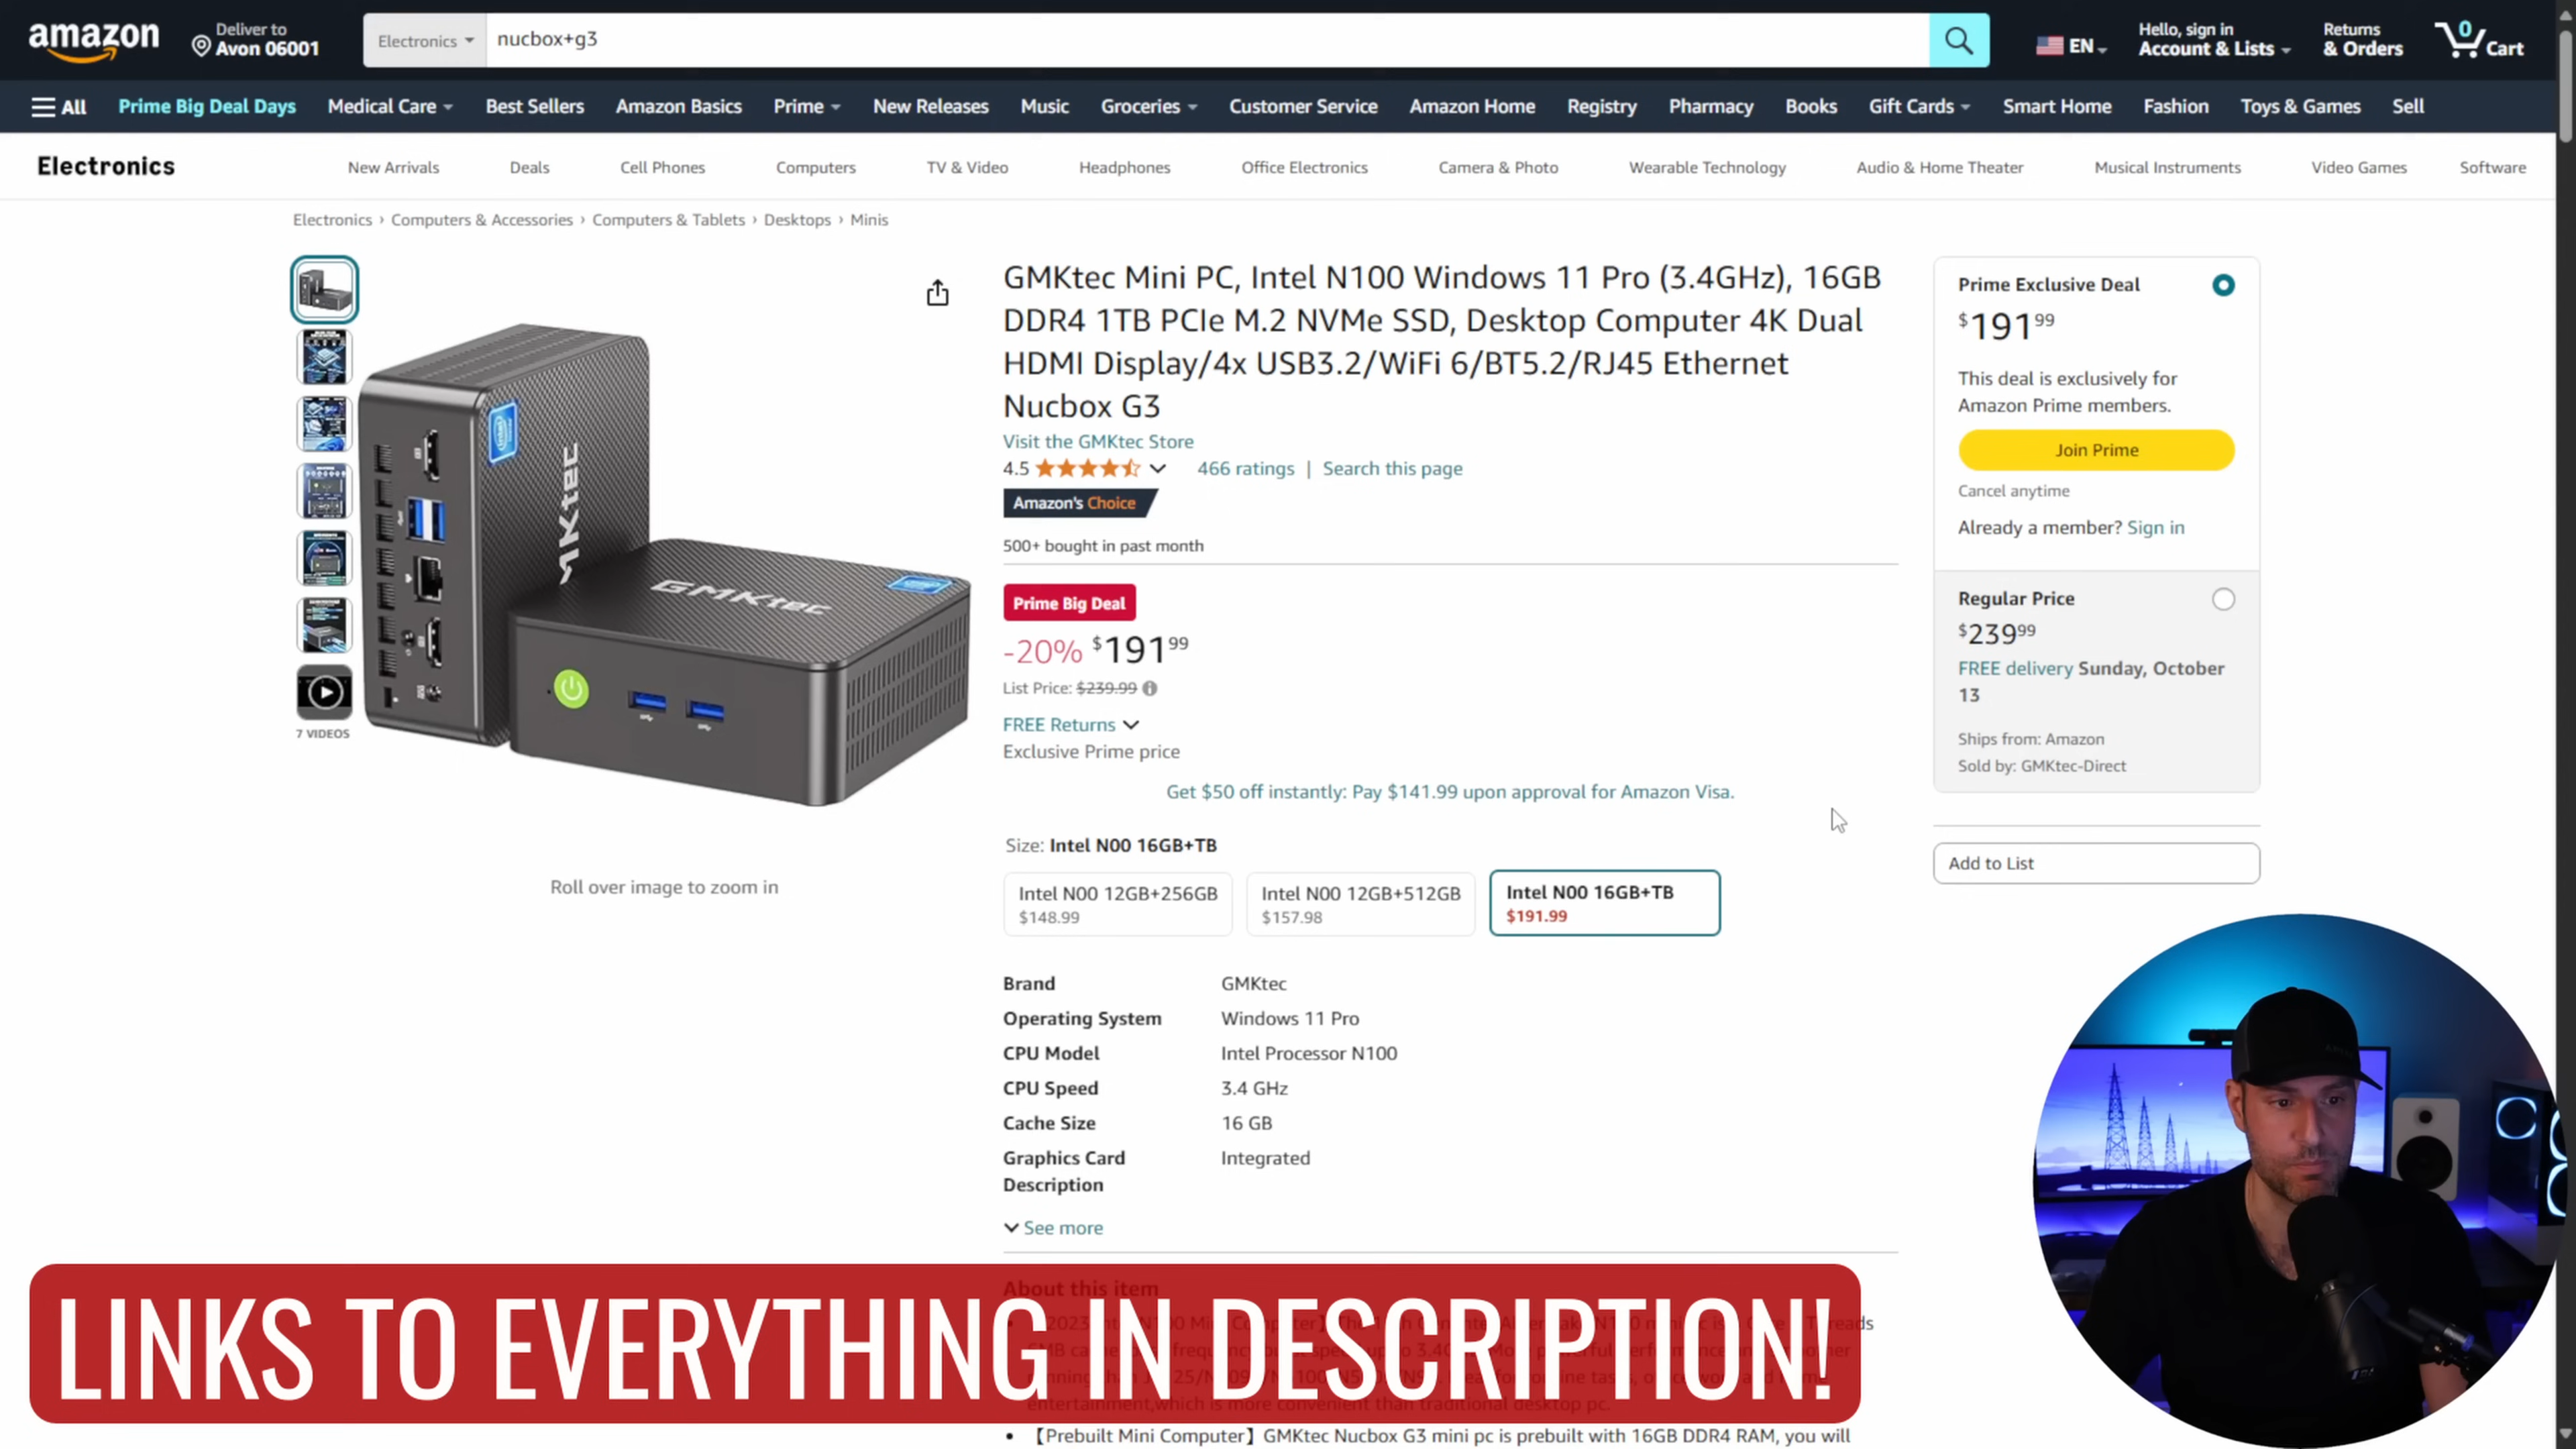 amazon
Deliver to
Avon 06001
Electronics
nucbox+g3
EN
Hello, sign in
Account & Lists
Returns
& Orders
0
Cart
All
Prime Big Deal Days
Medical Care
Best Sellers
Amazon Basics
Prime
New Releases
Music
Groceries
Customer Service
Amazon Home
Registry
Pharmacy
Books
Gift Cards
Smart Home
Fashion
Toys & Games
Sell
Electronics
New Arrivals
Deals
Cell Phones
Computers
TV & Video
Headphones
Office Electronics
Camera & Photo
Wearable Technology
Audio & Home Theater
Musical Instruments
Video Games
Software
Electronics › Computers & Accessories › Computers & Tablets › Desktops › Minis
7 VIDEOS
GMKtec
Roll over image to zoom in
GMKtec Mini PC, Intel N100 Windows 11 Pro (3.4GHz), 16GB
DDR4 1TB PCIe M.2 NVMe SSD, Desktop Computer 4K Dual
HDMI Display/4x USB3.2/WiFi 6/BT5.2/RJ45 Ethernet
Nucbox G3
Visit the GMKtec Store
4.5
466 ratings | Search this page
Amazon's Choice
500+ bought in past month
Prime Big Deal
-20% $191 99
List Price: $239.99
FREE Returns
Exclusive Prime price
Get $50 off instantly: Pay $141.99 upon approval for Amazon Visa.
Size: Intel N00 16GB+TB
Intel N00 12GB+256GB
$148.99
Intel N00 12GB+512GB
$157.98
Intel N00 16GB+TB
$191.99
Brand GMKtec
Operating System Windows 11 Pro
CPU Model Intel Processor N100
CPU Speed 3.4 GHz
Cache Size 16 GB
Graphics Card Integrated
Description
See more
About this item
entertainment,which is more convenient than traditional desktop pc.
• 【Prebuilt Mini Computer】GMKtec Nucbox G3 mini pc is prebuilt with 16GB DDR4 RAM, you will
Prime Exclusive Deal
$191 99
This deal is exclusively for
Amazon Prime members.
Join Prime
Cancel anytime
Already a member? Sign in
Regular Price
$239 99
FREE delivery Sunday, October
13
Ships from: Amazon
Sold by: GMKtec-Direct
Add to List
LINKS TO EVERYTHING IN DESCRIPTION!